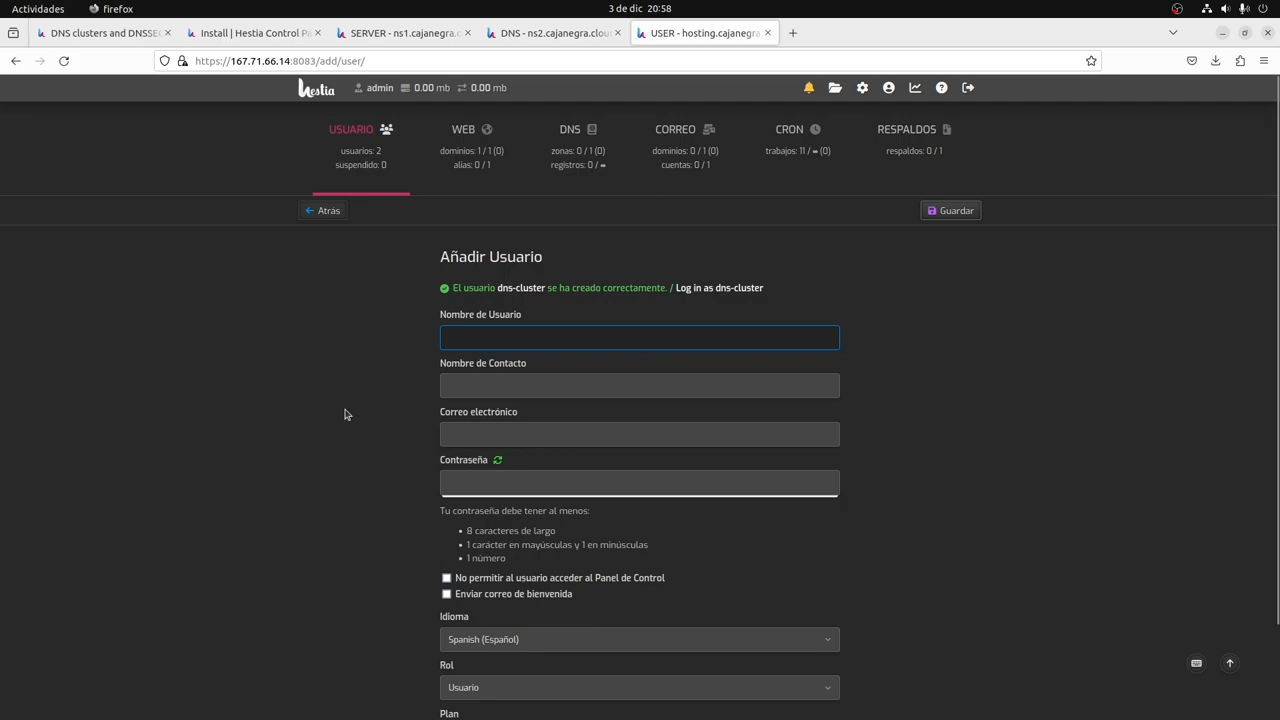 Actividades
firefox
3 de dic 20:58
DNS clusters and DNSSEC
Install | Hestia Control Pa
SERVER - ns1.cajanegra.c
DNS - ns2.cajanegra.clou
USER - hosting.cajanegra
https://167.71.66.14:8083/add/user/
hestia
admin
0.00 mb
0.00 mb
USUARIO
usuarios: 2
suspendido: 0
WEB
dominios: 1 / 1 (0)
alias: 0 / 1
DNS
zonas: 0 / 1 (0)
registros: 0 / ∞
CORREO
dominios: 0 / 1 (0)
cuentas: 0 / 1
CRON
trabajos: 11 / ∞ (0)
RESPALDOS
respaldos: 0 / 1
Atrás
Guardar
Añadir Usuario
El usuario dns-cluster se ha creado correctamente. / Log in as dns-cluster
Nombre de Usuario
Nombre de Contacto
Correo electrónico
Contraseña
Tu contraseña debe tener al menos:
• 8 caracteres de largo
• 1 carácter en mayúsculas y 1 en minúsculas
• 1 número
No permitir al usuario acceder al Panel de Control
Enviar correo de bienvenida
Idioma
Spanish (Español)
Rol
Usuario
Plan